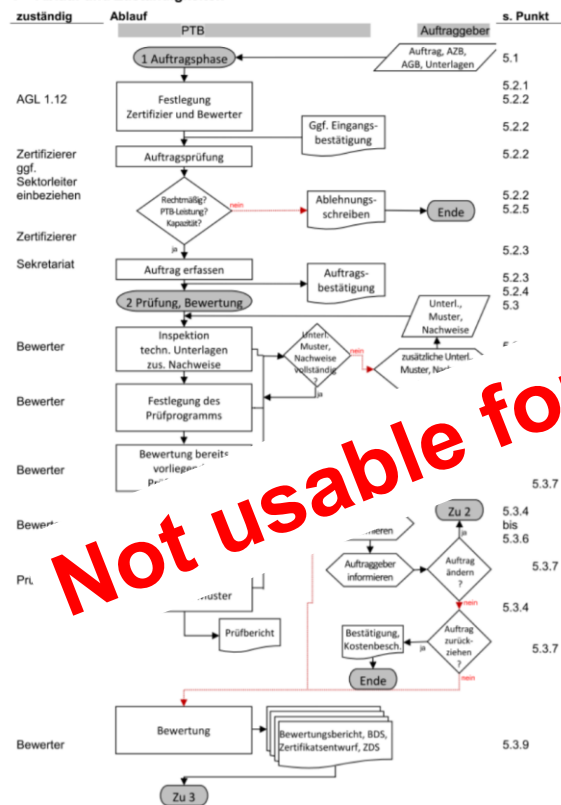 zuständig Ablauf s. Punkt
PTB Auftraggeber
1 Auftragsphase
Auftrag, AZB,
AGB, Unterlagen
5.1
AGL 1.12
Festlegung
Zertifizier und Bewerter
5.2.1
5.2.2
Ggf. Eingangs-
bestätigung
5.2.2
Zertifizierer
ggf.
Sektorleiter
einbeziehen
Auftragsprüfung
5.2.2
Rechtmäßig?
PTB-Leistung?
Kapazität?
nein
ja
Ablehnungs-
schreiben
Ende
5.2.2
5.2.5
Zertifizierer
5.2.3
Sekretariat
Auftrag erfassen
Auftrags-
bestätigung
5.2.3
5.2.4
2 Prüfung, Bewertung
Unterl.,
Muster,
Nachweise
5.3
Bewerter
Inspektion
techn. Unterlagen
zus. Nachweise
Unterl.
Muster,
Nachweise
vollständig
?
nein
ja
zusätzliche Unterl.
Muster,
Bewerter
Festlegung des
Prüfprogramms
Bewerter
Bewertung bereits
5.3.7
Not usable for
Zu 2
ja
5.3.4
bis
5.3.6
Auftraggeber
informieren
Auftrag
ändern
?
nein
5.3.7
5.3.4
Prüfbericht
Bestätigung,
Kostenbesch.
ja
Auftrag
zurück-
ziehen
?
nein
5.3.7
Ende
Bewertung
Bewertungsbericht, BDS,
Zertifikatsentwurf, ZDS
Bewerter
5.3.9
Zu 3